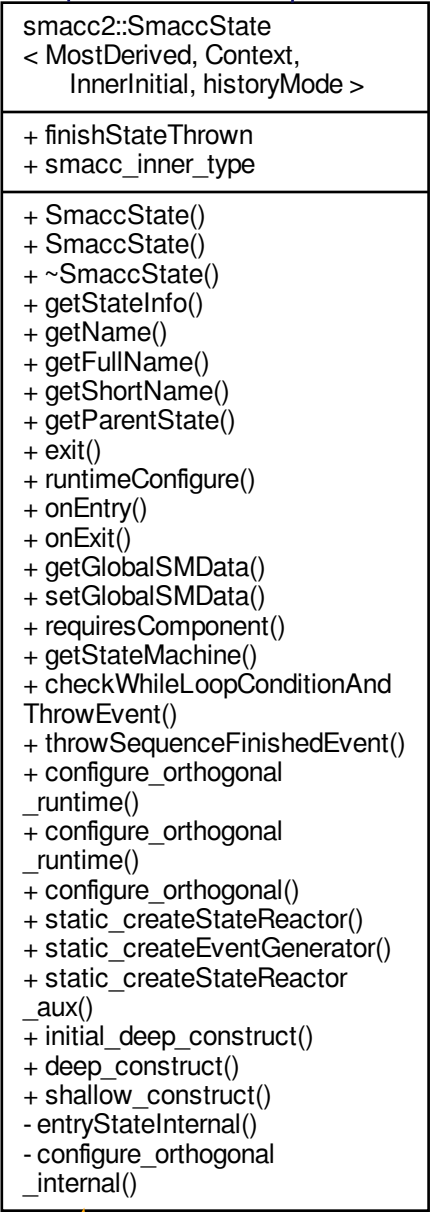 smacc2::SmaccState
< MostDerived, Context,
InnerInitial, historyMode >
+ finishStateThrown
+ smacc_inner_type
+ SmaccState()
+ SmaccState()
+ ~SmaccState()
+ getStateInfo()
+ getName()
+ getFullName()
+ getShortName()
+ getParentState()
+ exit()
+ runtimeConfigure()
+ onEntry()
+ onExit()
+ getGlobalSMData()
+ setGlobalSMData()
+ requiresComponent()
+ getStateMachine()
+ checkWhileLoopConditionAnd
ThrowEvent()
+ throwSequenceFinishedEvent()
+ configure_orthogonal
_runtime()
+ configure_orthogonal
_runtime()
+ configure_orthogonal()
+ static_createStateReactor()
+ static_createEventGenerator()
+ static_createStateReactor
_aux()
+ initial_deep_construct()
+ deep_construct()
+ shallow_construct()
- entryStateInternal()
- configure_orthogonal
_internal()